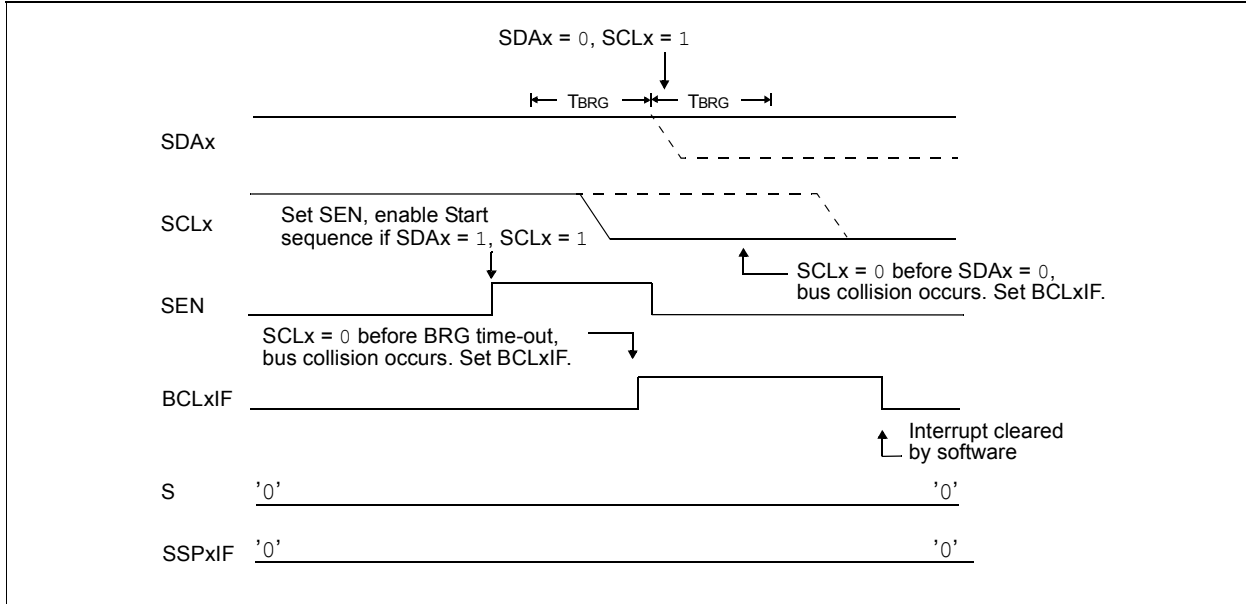 SDAx = 0, SCLx = 1
TBRG TBRG
SDAx
SCLx
Set SEN, enable Start
sequence if SDAx = 1, SCLx = 1
SCLx = 0 before SDAx = 0,
bus collision occurs. Set BCLxIF.
SEN
SCLx = 0 before BRG time-out,
bus collision occurs. Set BCLxIF.
BCLxIF
Interrupt cleared
by software
S '0' '0'
SSPxIF '0' '0'